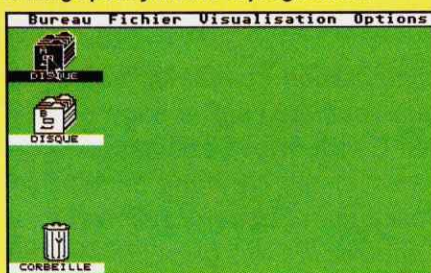 Bureau Fichier Visualisation Options
A
DISQUE
B
DISQUE
CORBEILLE